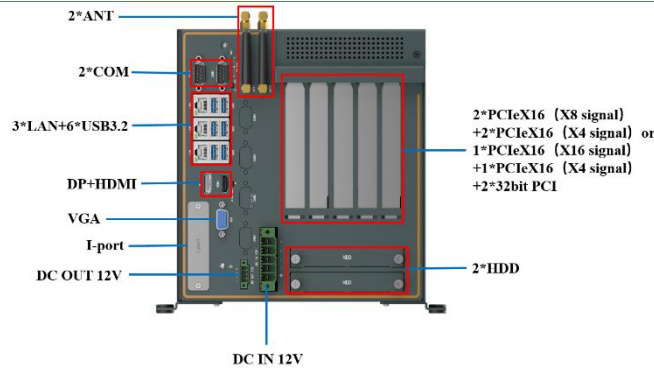 2*ANT
2*COM
3*LAN+6*USB3.2
DP+HDMI
VGA
I-port
DC OUT 12V
DC IN 12V
2*PCIeX16（X8 signal）
+2*PCIeX16（X4 signal）or
1*PCIeX16（X16 signal）
+1*PCIeX16（X4 signal）
+2*32bit PCI
2*HDD
HDD
HDD